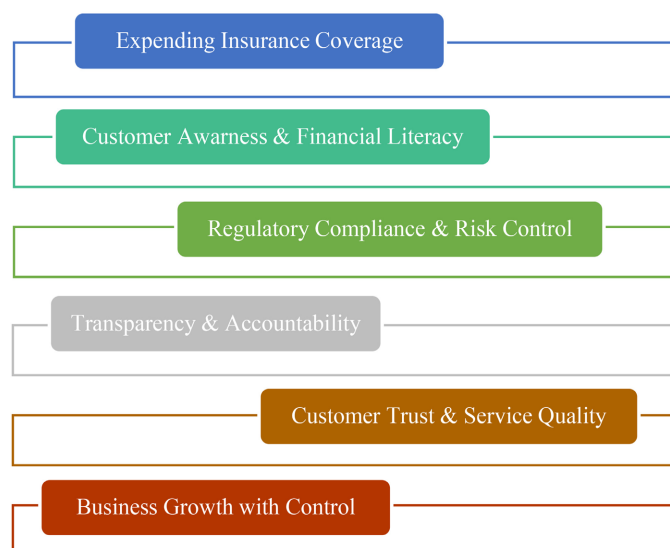 Expending Insurance Coverage
Customer Awarness & Financial Literacy
Regulatory Compliance & Risk Control
Transparency & Accountability
Customer Trust & Service Quality
Business Growth with Control